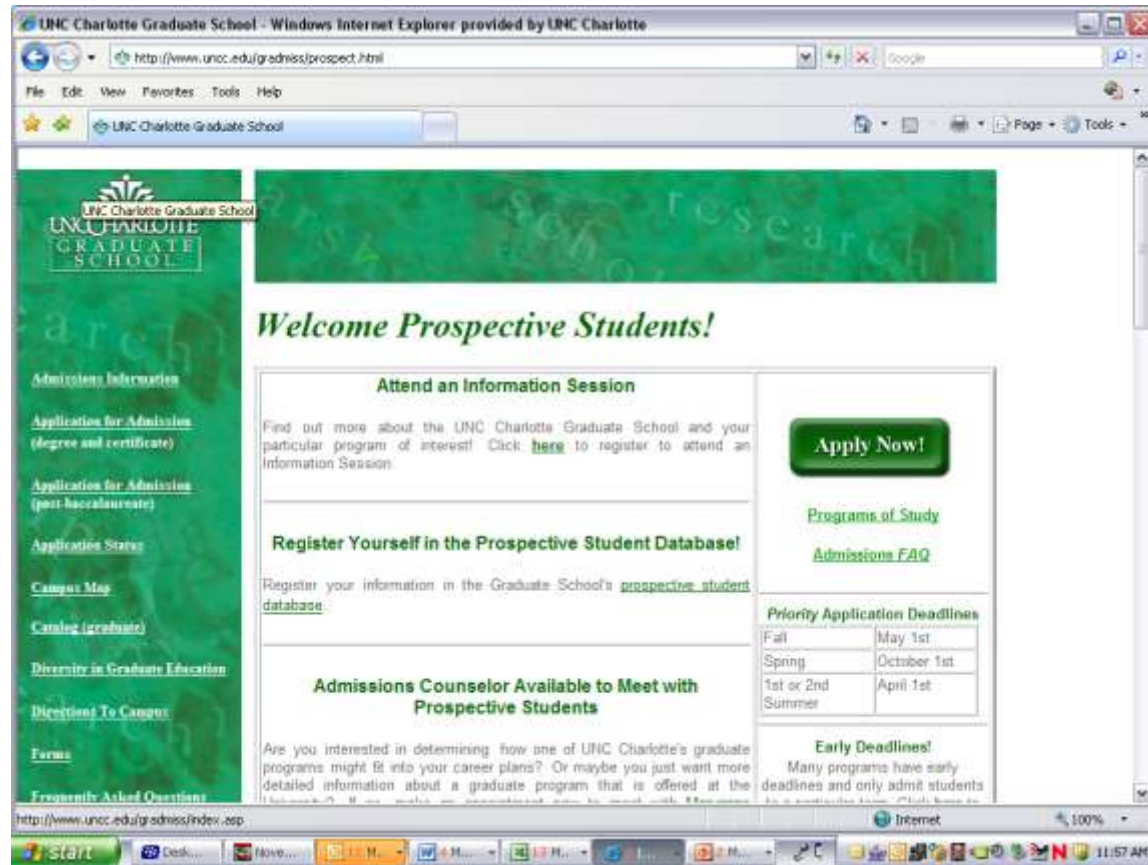 UNC Charlotte Graduate School - Windows Internet Explorer provided by UNC Charlotte
http://www.uncc.edu/gradmiss/prospect.html
Google
File Edit View Favorites Tools Help
UNC Charlotte Graduate School
Page Tools
UNC Charlotte Graduate School
UNC CHARLOTTE
GRADUATE
SCHOOL
research
Welcome Prospective Students!
Admissions Information
Application for Admission
(degree and certificate)
Application for Admission
(post-baccalaureate)
Application Status
Campus Map
Catalog (graduate)
Diversity in Graduate Education
Directions To Campus
Forms
Frequently Asked Questions
Attend an Information Session
Find out more about the UNC Charlotte Graduate School and your
particular program of interest! Click here to register to attend an
Information Session.
Register Yourself in the Prospective Student Database!
Register your information in the Graduate School's prospective student
database.
Admissions Counselor Available to Meet with
Prospective Students
Are you interested in determining how one of UNC Charlotte's graduate
programs might fit into your career plans? Or maybe you just want more
detailed information about a graduate program that is offered at the
Apply Now!
Programs of Study
Admissions FAQ
Priority Application Deadlines
Fall May 1st
Spring October 1st
1st or 2nd April 1st
Summer
Early Deadlines!
Many programs have early
deadlines and only admit students
http://www.uncc.edu/gradmiss/index.asp
Internet
100%
start
Desk...
Nove...
11:57 AM